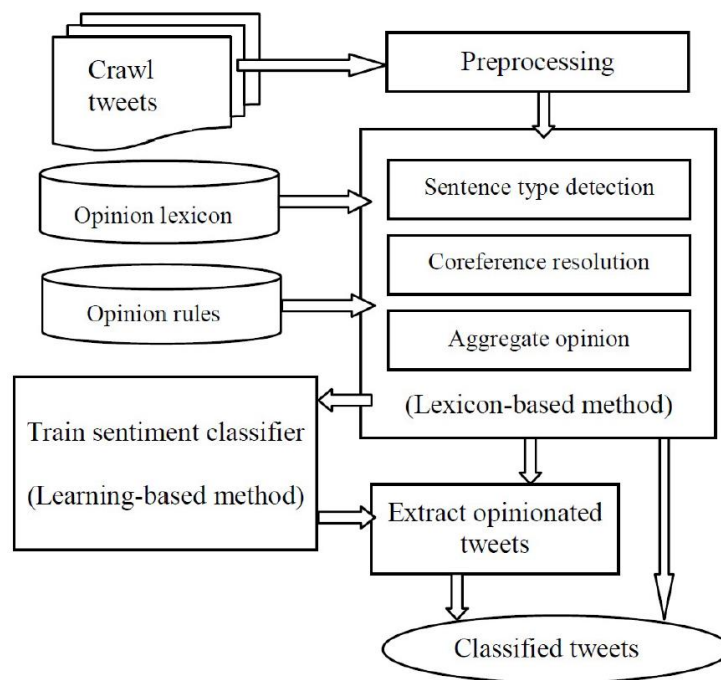 Crawl
tweets
Preprocessing
Sentence type detection
Opinion lexicon
Coreference resolution
Opinion rules
Aggregate opinion
(Lexicon-based method)
Train sentiment classifier
(Learning-based method)
Extract opinionated
tweets
Classified tweets